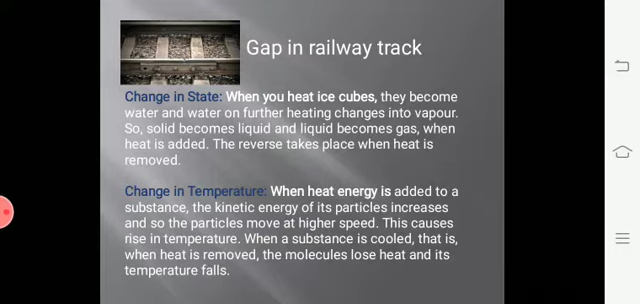 Gap in railway track
Change in State: When you heat ice cubes, they become
water and water on further heating changes into vapour.
So, solid becomes liquid and liquid becomes gas, when
heat is added. The reverse takes place when heat is
removed.
Change in Temperature: When heat energy is added to a
substance, the kinetic energy of its particles increases
and so the particles move at higher speed. This causes
rise in temperature. When a substance is cooled, that is,
when heat is removed, the molecules lose heat and its
temperature falls.